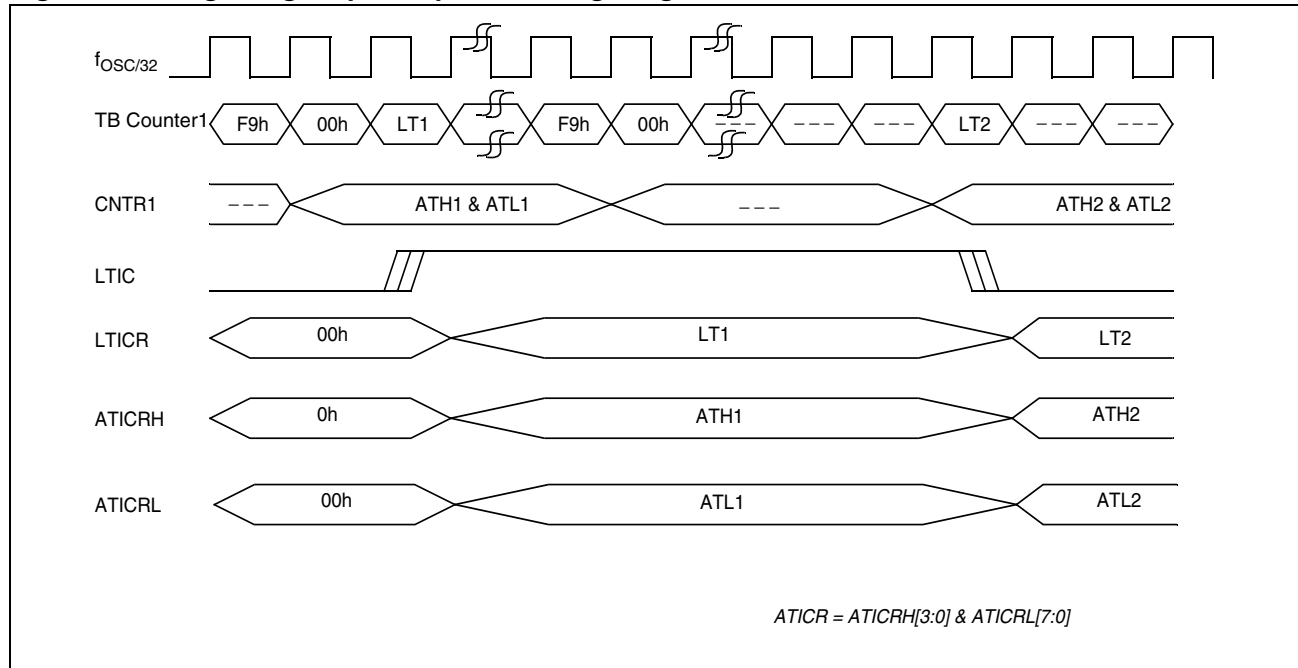 fOSC/32
TB Counter1 F9h 00h LT1 F9h 00h – – – – – – – – – LT2 – – – – – –
CNTR1 – – – ATH1 & ATL1 – – – ATH2 & ATL2
LTIC
LTICR 00h LT1 LT2
ATICRH 0h ATH1 ATH2
ATICRL 00h ATL1 ATL2
ATICR = ATICRH[3:0] & ATICRL[7:0]